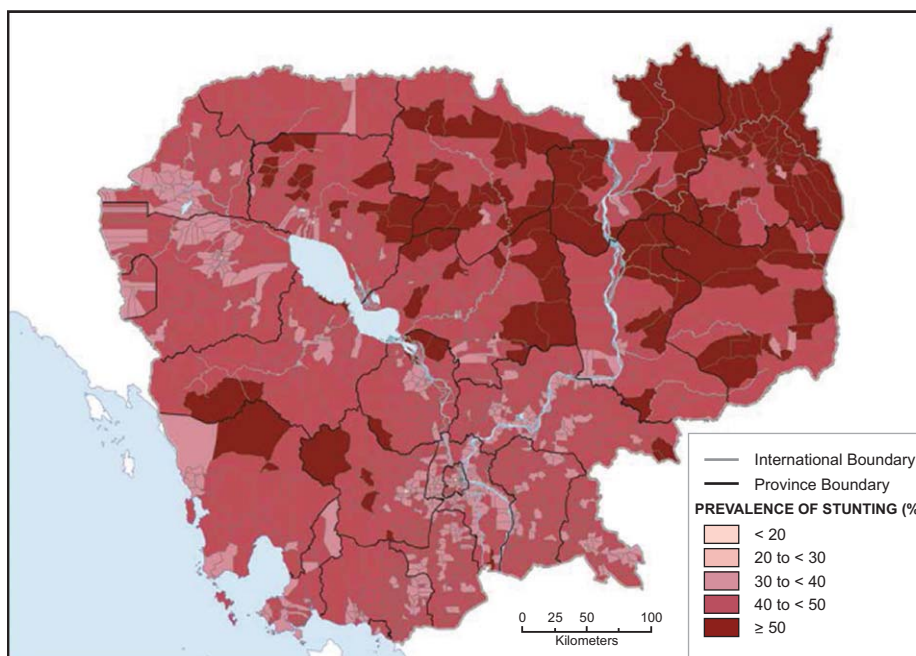 International Boundary
Province Boundary
PREVALENCE OF STUNTING (%
< 20
20 to < 30
30 to < 40
40 to < 50
≥ 50
0 25 50 100
Kilometers